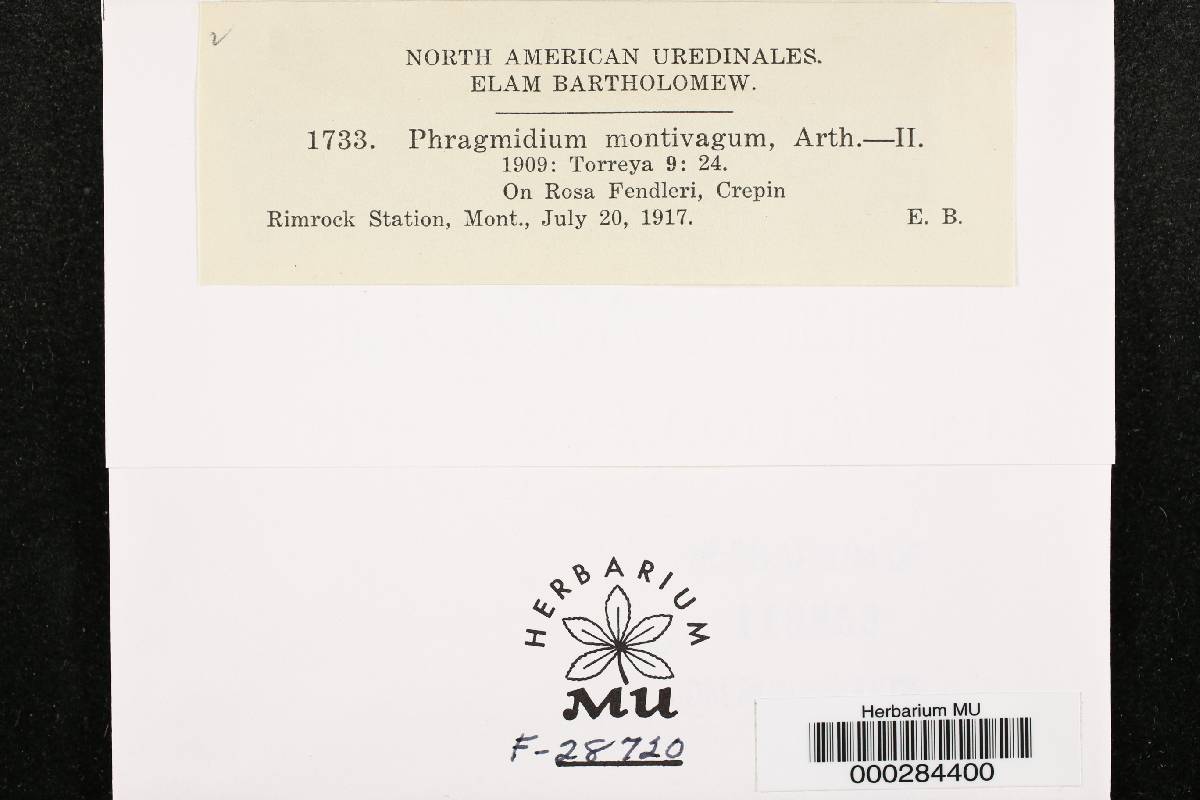 NORTH AMERICAN UREDINALES.
ELAM BARTHOLOMEW.
1733. Phragmidium montivagum, Arth.—II.
1909: Torreya 9: 24.
On Rosa Fendleri, Crepin
Rimrock Station, Mont., July 20, 1917. E. B.
HERBARIUM
MU
F-28720
Herbarium MU
000284400